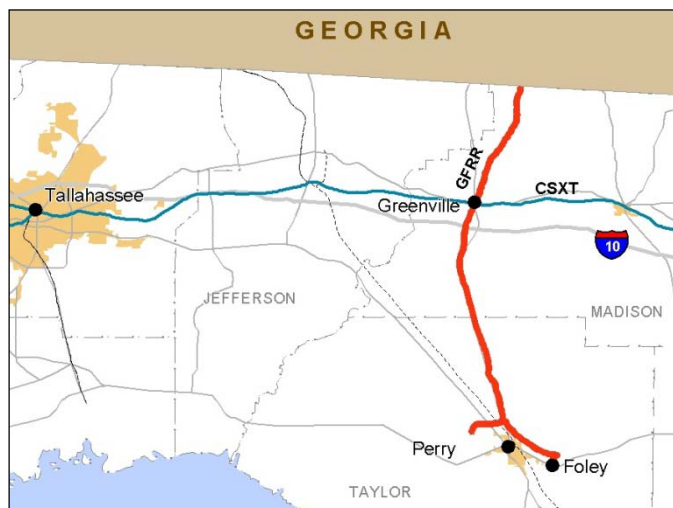 GEORGIA
GFRR
CSXT
Tallahassee
Greenville
10
JEFFERSON
MADISON
Perry
Foley
TAYLOR